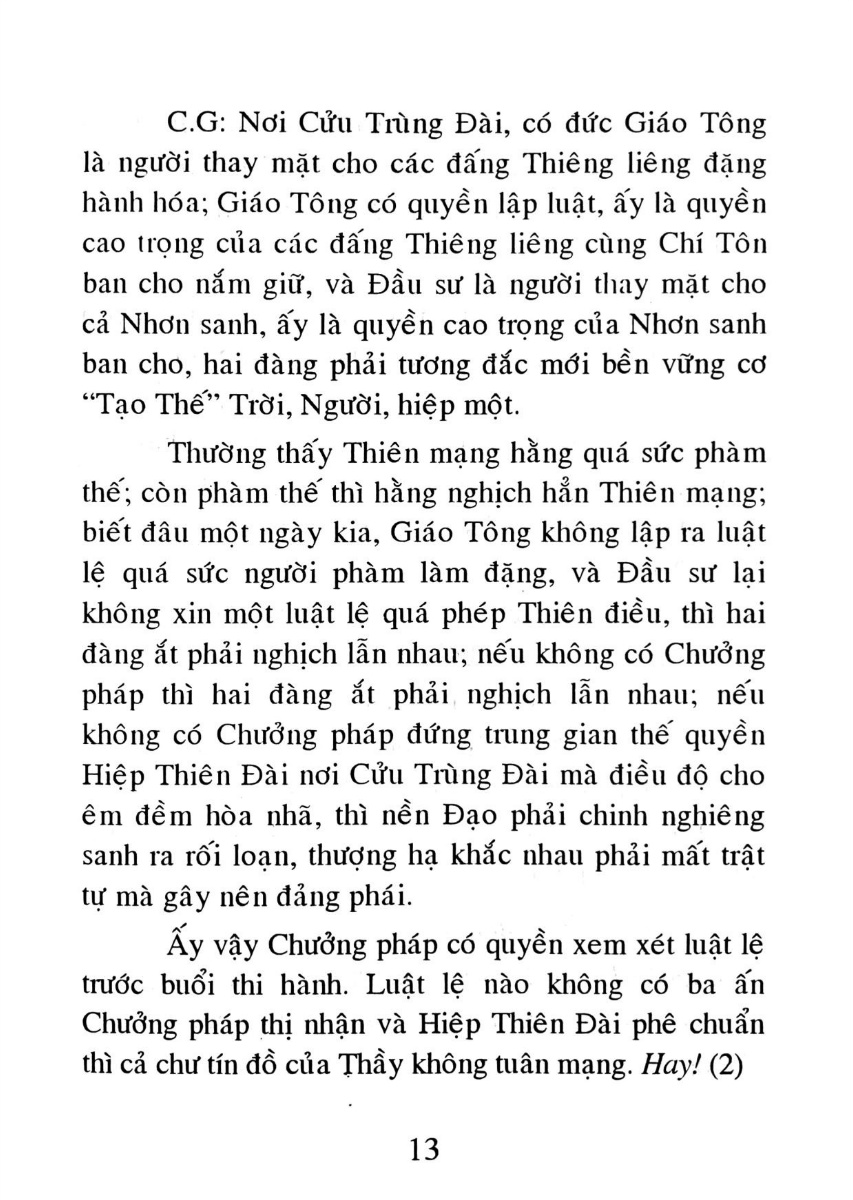 C.G: Nơi Cửu Trùng Đài, có đức Giáo Tông
là người thay mặt cho các đấng Thiêng liêng đặng
hành hóa; Giáo Tông có quyền lập luật, ấy là quyền
cao trọng của các đấng Thiêng liêng cùng Chí Tôn
ban cho nắm giữ, và Đầu sư là người thay mặt cho
cả Nhơn sanh, ấy là quyền cao trọng của Nhơn sanh
ban cho, hai đàng phải tương đắc mới bền vững cơ
“Tạo Thế” Trời, Người, hiệp một.
Thường thấy Thiên mạng hằng quá sức phàm
thế; còn phàm thế thì hằng nghịch hẳn Thiên mạng;
biết đâu một ngày kia, Giáo Tông không lập ra luật
lệ quá sức người phàm làm đặng, và Đầu sư lại
không xin một luật lệ quá phép Thiên điều, thì hai
đàng ắt phải nghịch lẫn nhau; nếu không có Chưởng
pháp thì hai đàng ắt phải nghịch lẫn nhau; nếu
không có Chưởng pháp đứng trung gian thế quyền
Hiệp Thiên Đài nơi Cửu Trùng Đài mà điều độ cho
êm đềm hòa nhã, thì nền Đạo phải chinh nghiêng
sanh ra rối loạn, thượng hạ khắc nhau phải mất trật
tự mà gây nên đảng phái.
Ấy vậy Chưởng pháp có quyền xem xét luật lệ
trước buổi thi hành. Luật lệ nào không có ba ấn
Chưởng pháp thị nhận và Hiệp Thiên Đài phê chuẩn
thì cả chư tín đồ của Thầy không tuân mạng. Hay! (2)
13